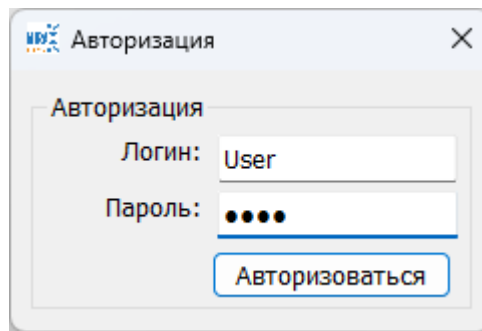 Авторизация
Авторизация
Логин: User
Пароль: ●●●●
Авторизоваться